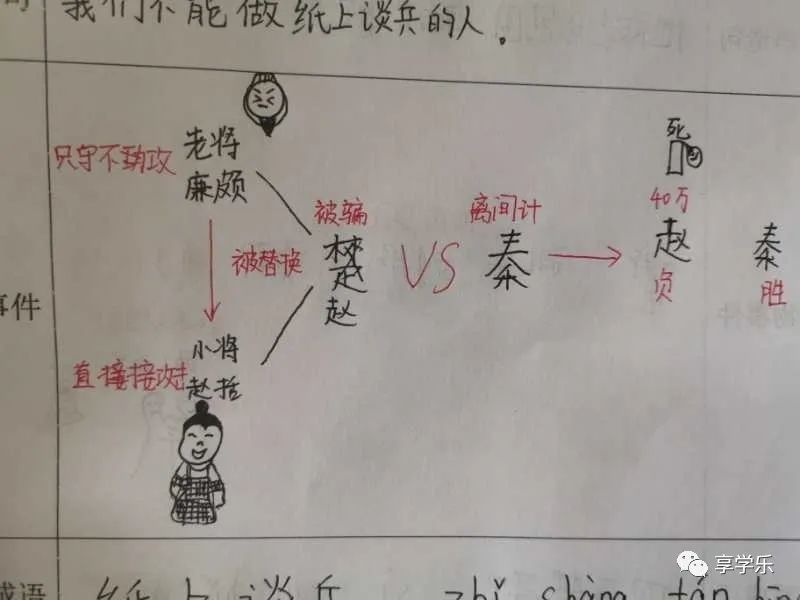 我们不能做纸上谈兵的人。
死
只守不攻
老将
廉颇
40万
被骗
离间计
被替换
赵
VS
秦
赵
秦
负
胜
事件
小将
直接接攻
赵括
成语
纸上谈兵 zhǐ shàng tán bīng
享学乐